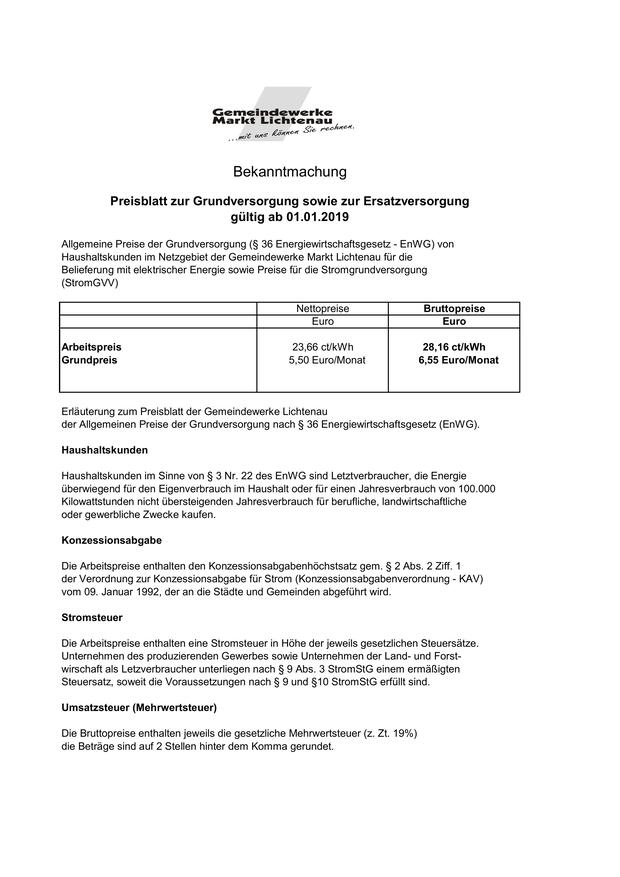 Gemeindewerke
Markt Lichtenau
...mit uns können Sie rechnen.
Bekanntmachung
Preisblatt zur Grundversorgung sowie zur Ersatzversorgung
gültig ab 01.01.2019
Allgemeine Preise der Grundversorgung (§ 36 Energiewirtschaftsgesetz - EnWG) von
Haushaltskunden im Netzgebiet der Gemeindewerke Markt Lichtenau für die
Belieferung mit elektrischer Energie sowie Preise für die Stromgrundversorgung
(StromGVV)
Nettopreise Bruttopreise
Euro Euro
Arbeitspreis 23,66 ct/kWh 28,16 ct/kWh
Grundpreis 5,50 Euro/Monat 6,55 Euro/Monat
Erläuterung zum Preisblatt der Gemeindewerke Lichtenau
der Allgemeinen Preise der Grundversorgung nach § 36 Energiewirtschaftsgesetz (EnWG).
Haushaltskunden
Haushaltskunden im Sinne von § 3 Nr. 22 des EnWG sind Letztverbraucher, die Energie
überwiegend für den Eigenverbrauch im Haushalt oder für einen Jahresverbrauch von 100.000
Kilowattstunden nicht übersteigenden Jahresverbrauch für berufliche, landwirtschaftliche
oder gewerbliche Zwecke kaufen.
Konzessionsabgabe
Die Arbeitspreise enthalten den Konzessionsabgabenhöchstsatz gem. § 2 Abs. 2 Ziff. 1
der Verordnung zur Konzessionsabgabe für Strom (Konzessionsabgabenverordnung - KAV)
vom 09. Januar 1992, der an die Städte und Gemeinden abgeführt wird.
Stromsteuer
Die Arbeitspreise enthalten eine Stromsteuer in Höhe der jeweils gesetzlichen Steuersätze.
Unternehmen des produzierenden Gewerbes sowie Unternehmen der Land- und Forst-
wirschaft als Letzverbraucher unterliegen nach § 9 Abs. 3 StromStG einem ermäßigten
Steuersatz, soweit die Voraussetzungen nach § 9 und §10 StromStG erfüllt sind.
Umsatzsteuer (Mehrwertsteuer)
Die Bruttopreise enthalten jeweils die gesetzliche Mehrwertsteuer (z. Zt. 19%)
die Beträge sind auf 2 Stellen hinter dem Komma gerundet.